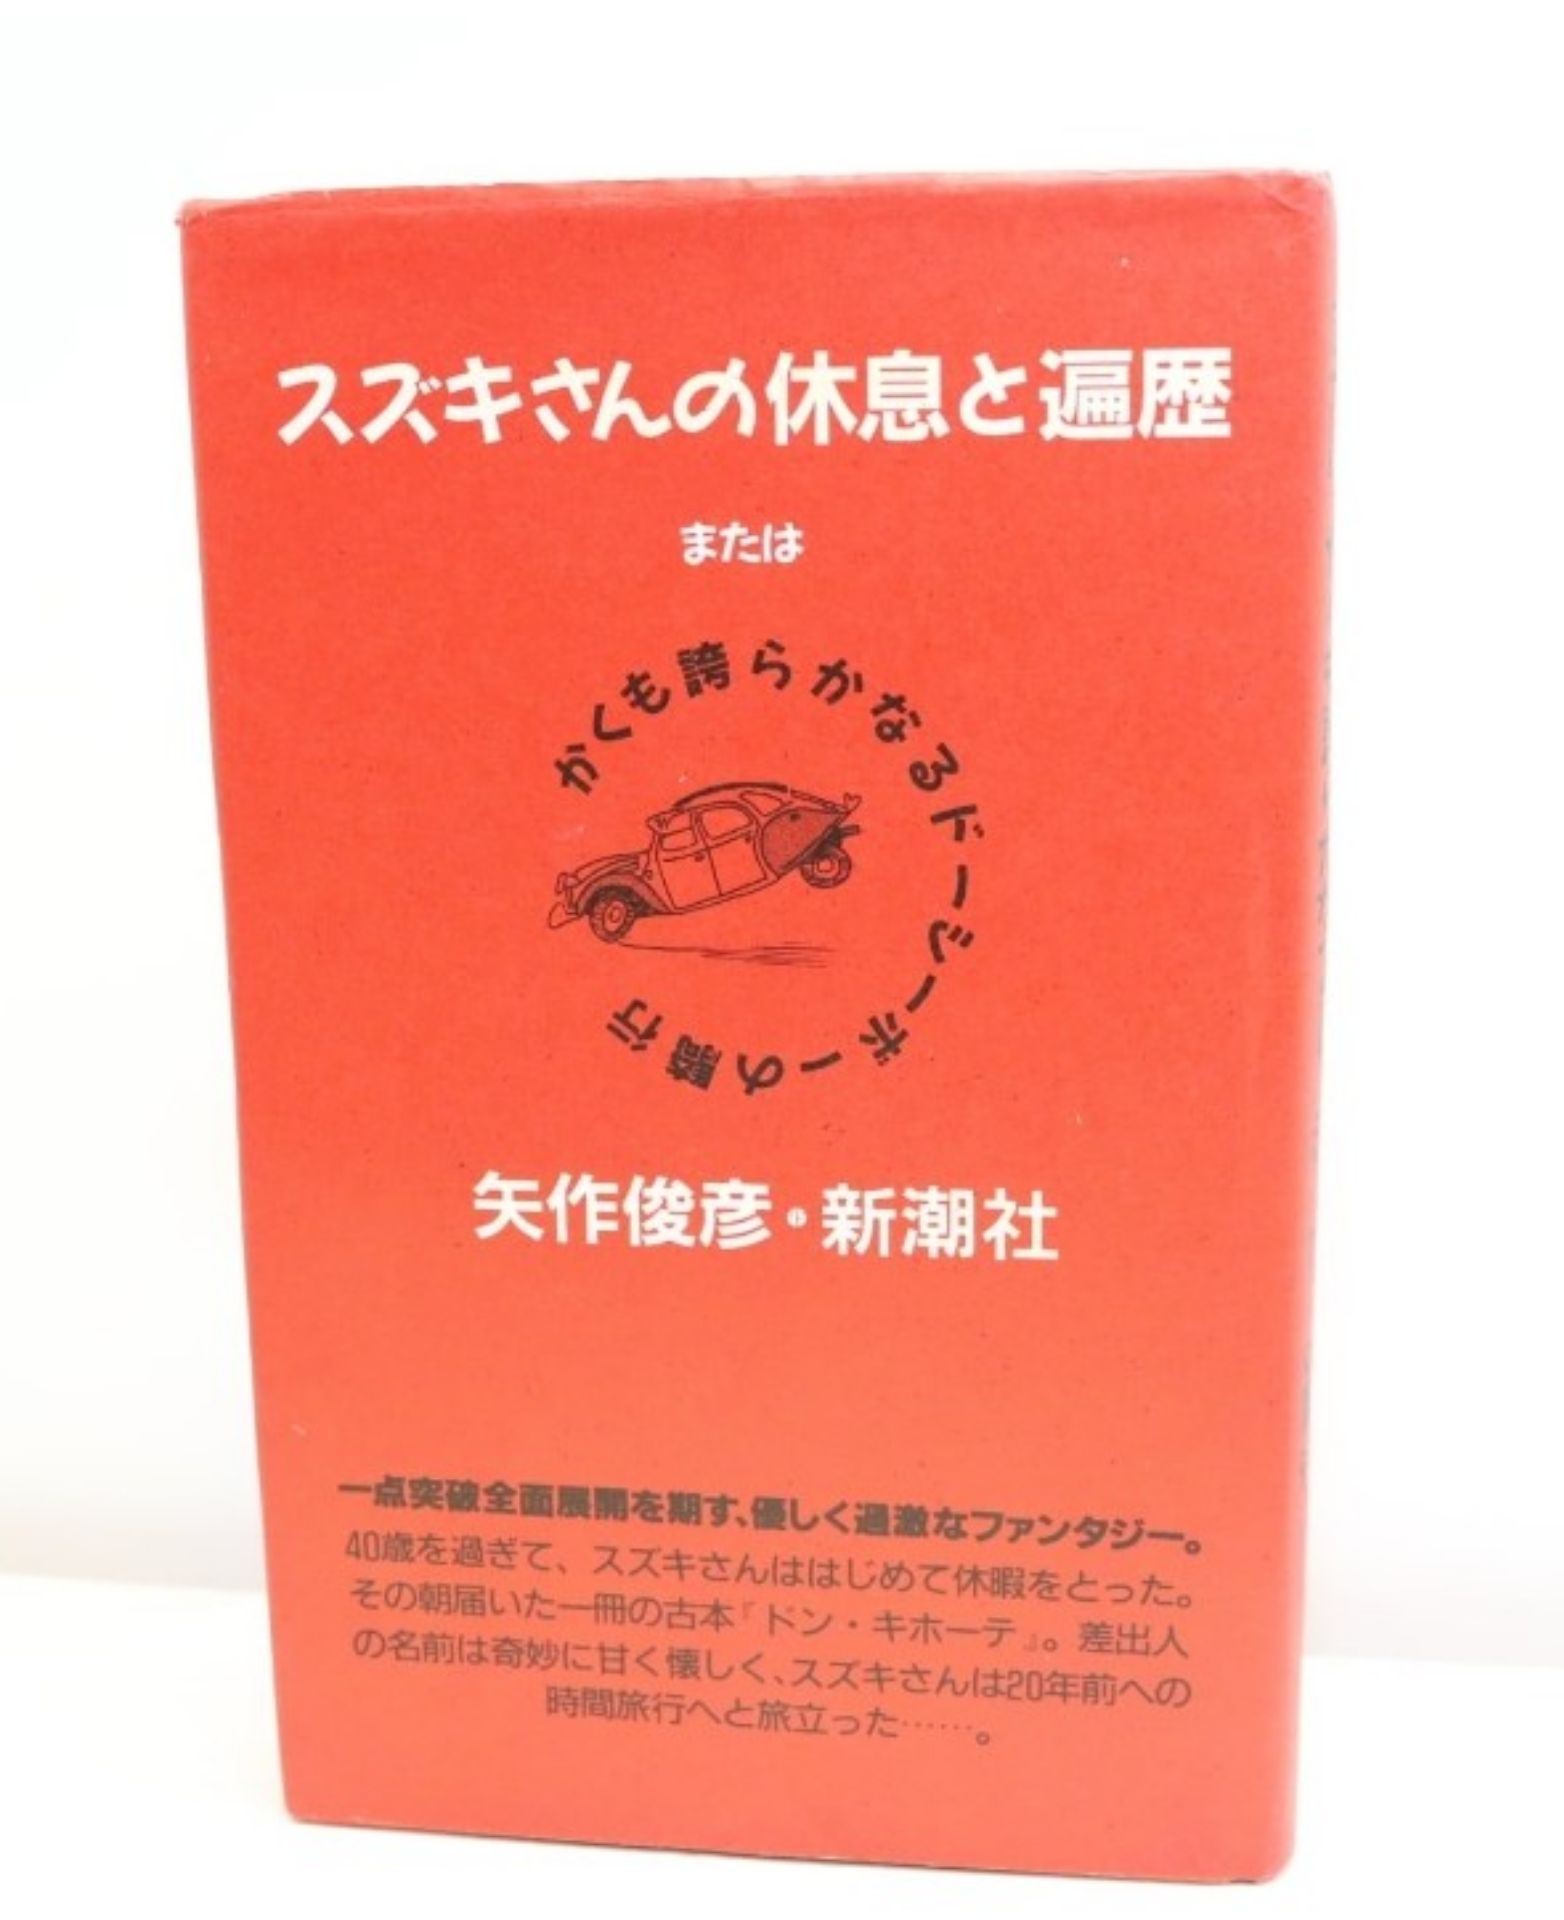 スズキさんの休息と遍歴
または
かくも誇らかなるドーシーボーの騎行
矢作俊彦・新潮社
一点突破全面展開を期す、優しく過激なファンタジー。
40歳を過ぎて、スズキさんははじめて休暇をとった。
その朝届いた一冊の古本『ドン・キホーテ』。差出人
の名前は奇妙に甘く懐しく、スズキさんは20年前への
時間旅行へと旅立った……。